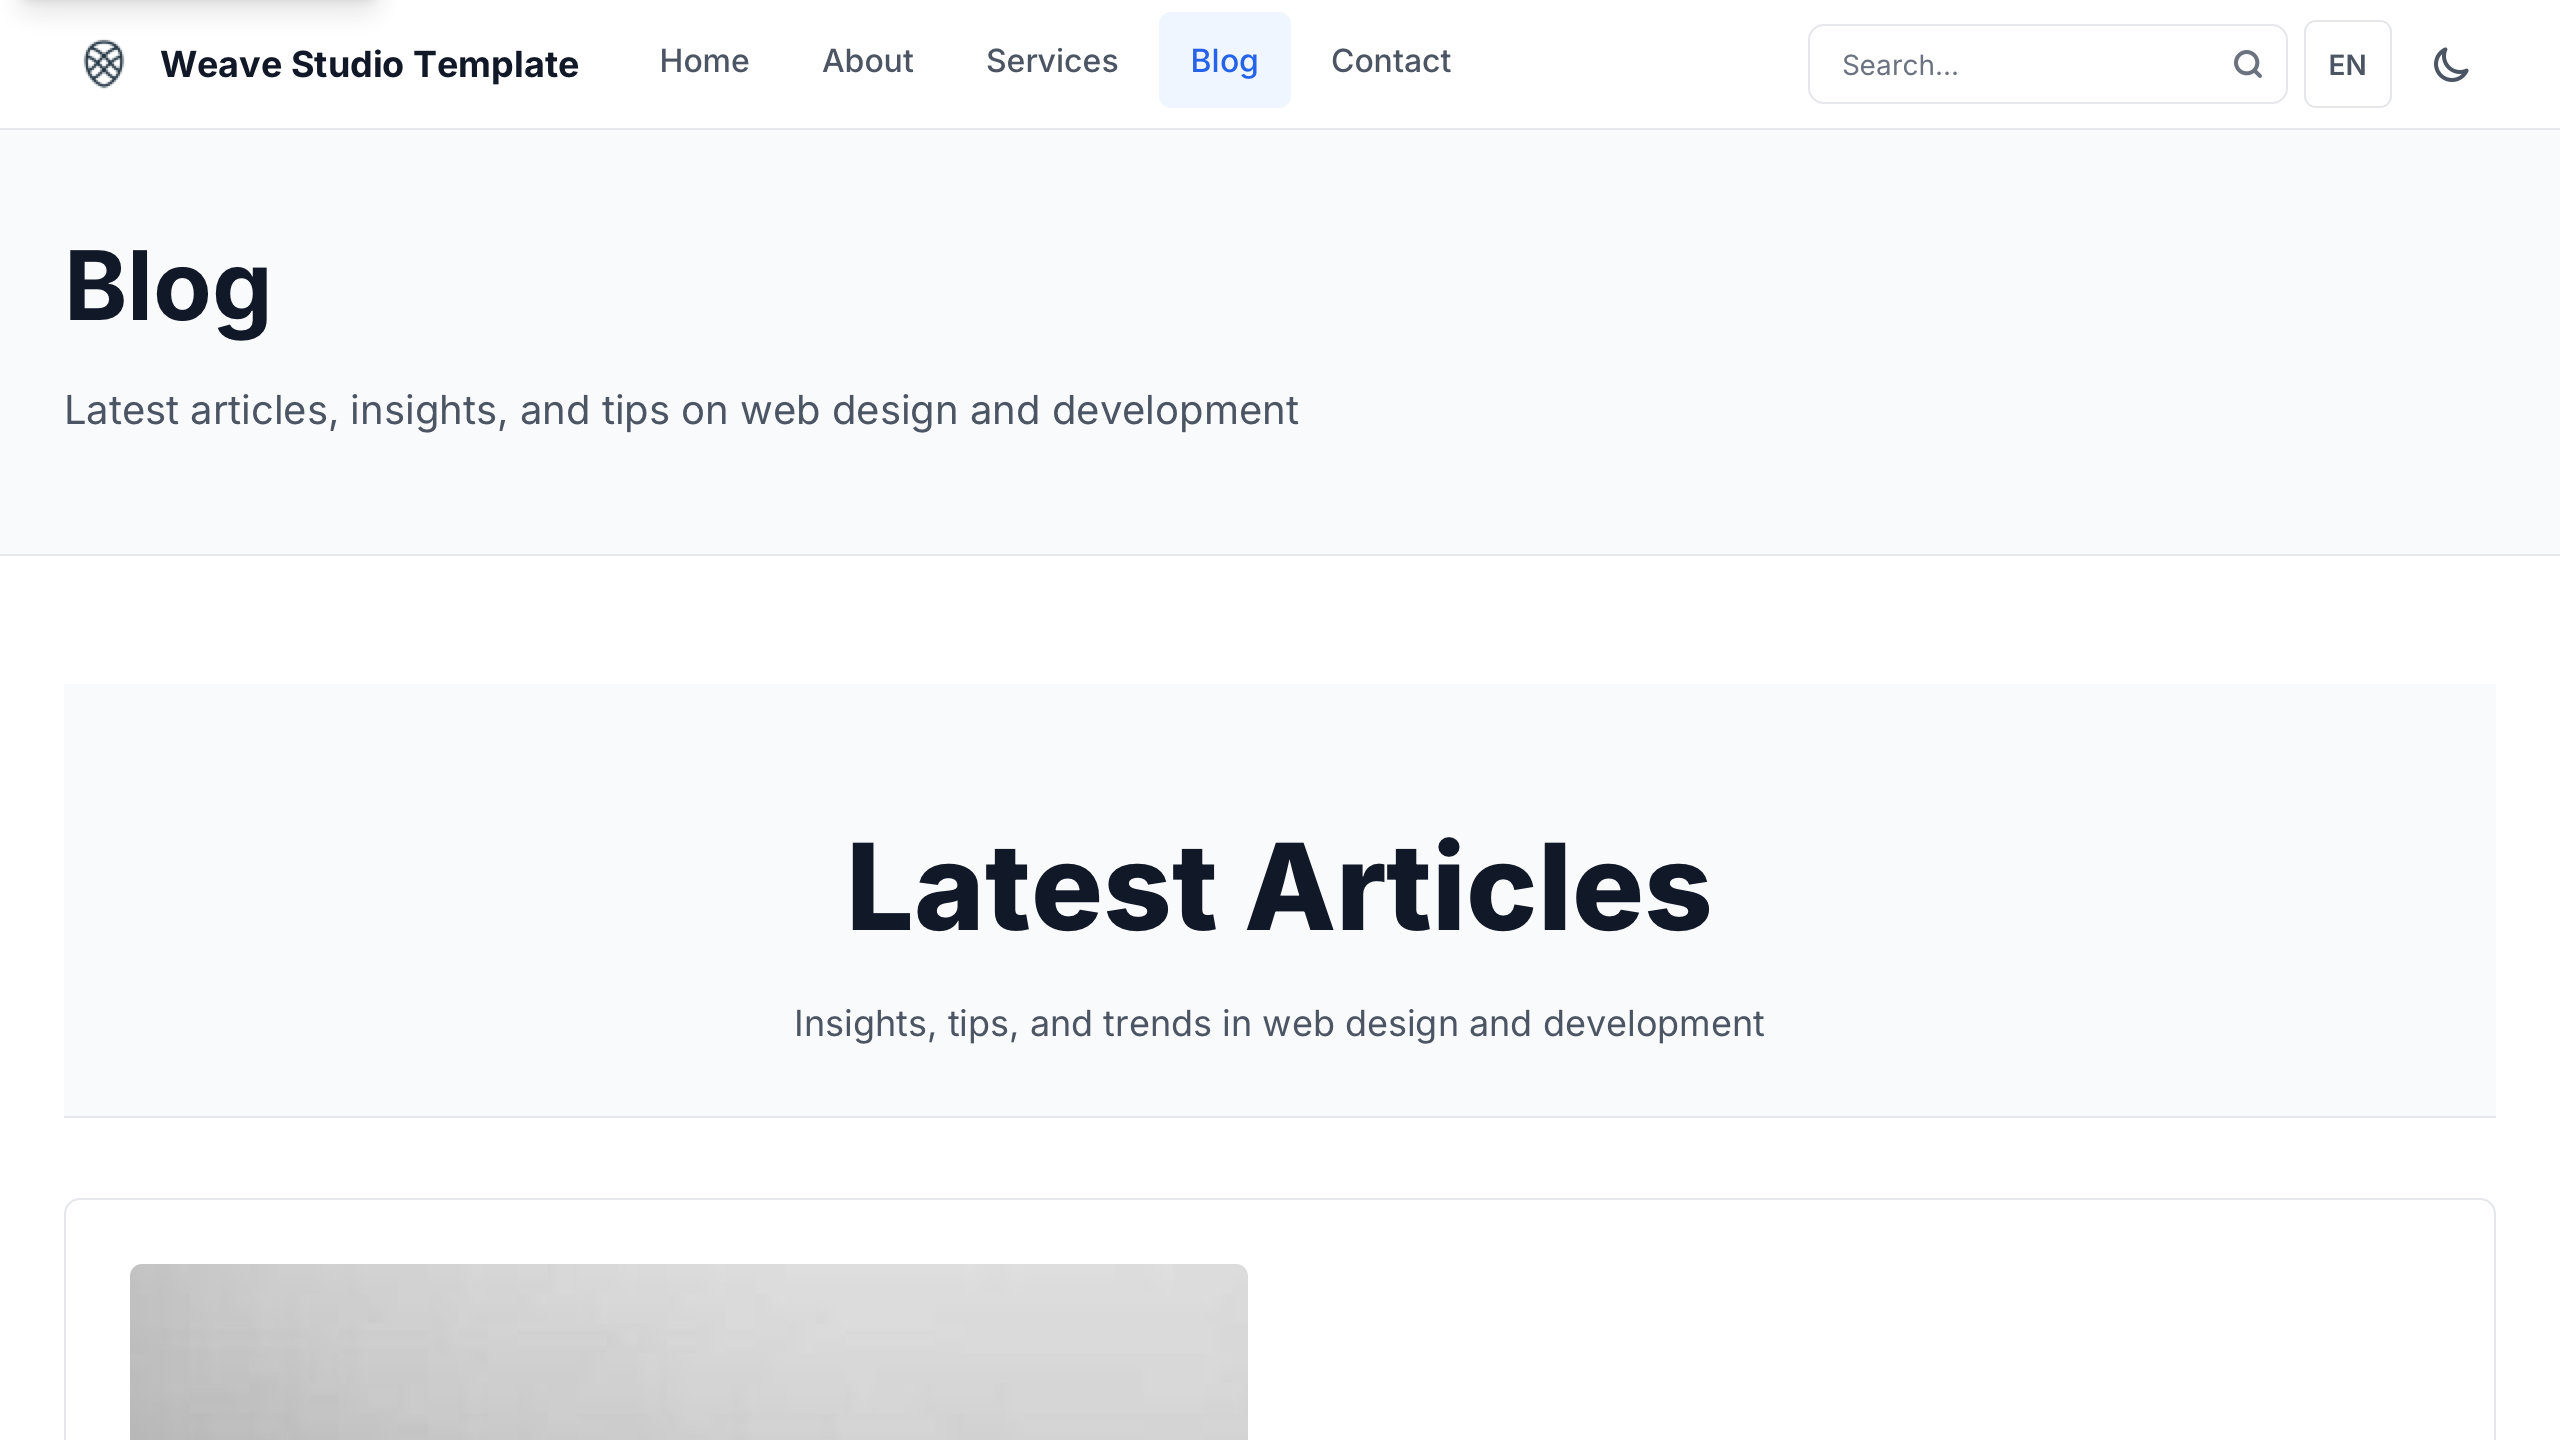 Weave Studio Template
Home
About
Services
Blog
Contact
Search...
EN
Blog
Latest articles, insights, and tips on web design and development
Latest Articles
Insights, tips, and trends in web design and development